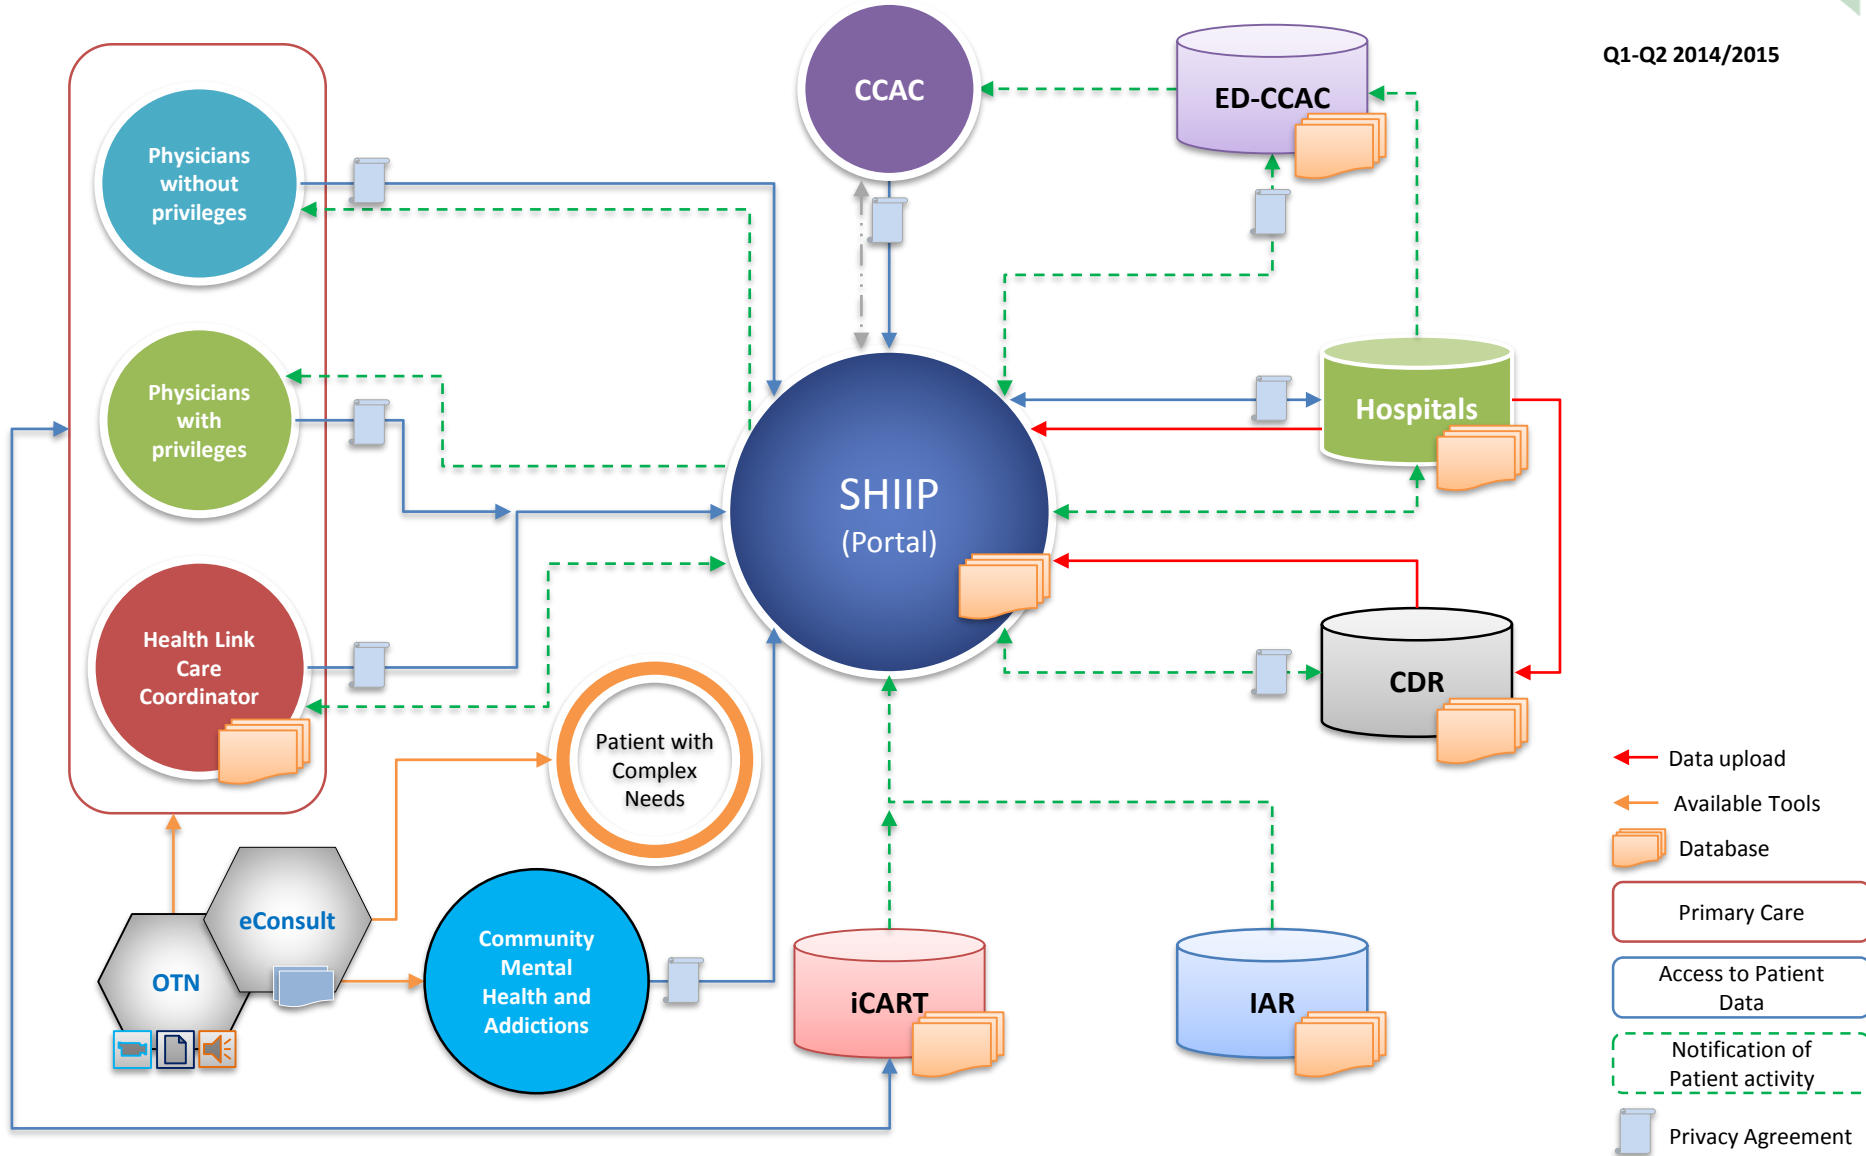 Q1-Q2 2014/2015
CCAC
ED-CCAC
Physicians
without
privileges
Physicians
with
privileges
Hospitals
SHIIP
(Portal)
Health Link
Care
Coordinator
CDR
Patient with
Complex
Needs
eConsult
OTN
Community
Mental
Health and
Addictions
iCART
IAR
Data upload
Available Tools
Database
Primary Care
Access to Patient
Data
Notification of
Patient activity
Privacy Agreement